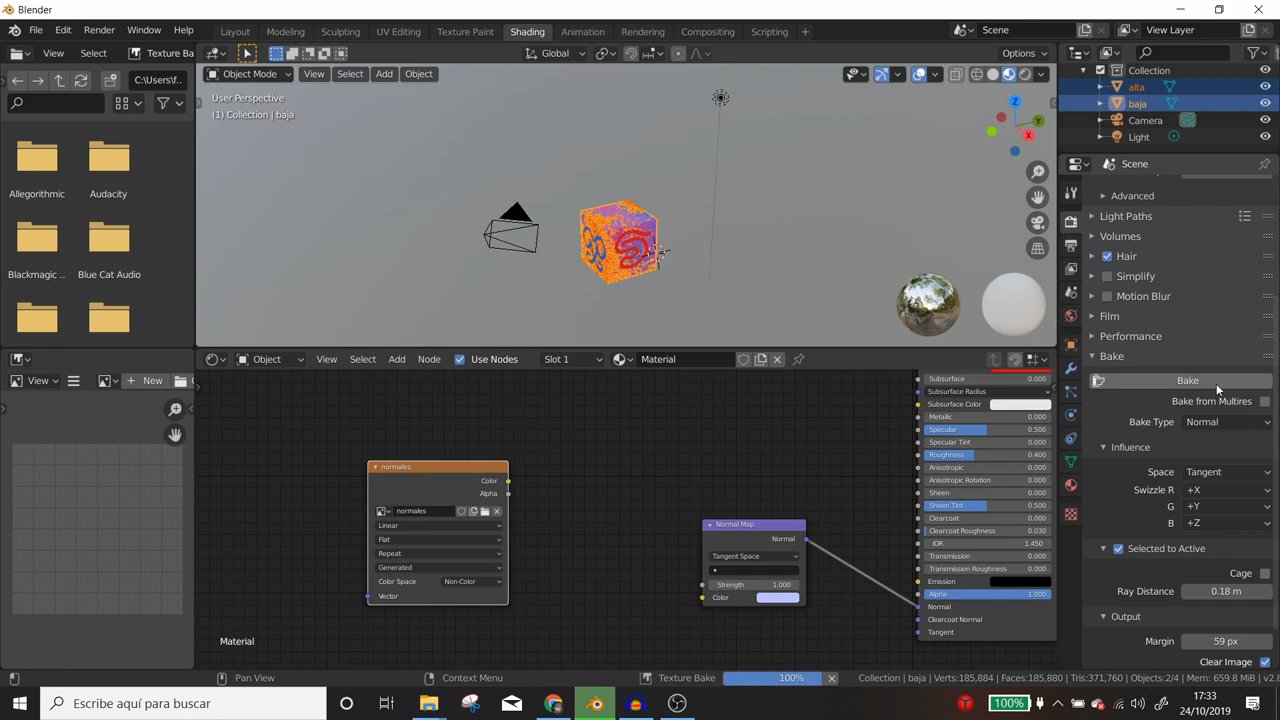 Blender
File Edit Render Window Help
Layout Modeling Sculpting UV Editing Texture Paint Shading Animation Rendering Compositing Scripting +
Scene
View Layer
View Select Texture Ba
Global
Options
Object Mode View Select Add Object
C:\Users\f..
User Perspective
(1) Collection | baja
Z
Y
X
Allegorithmic
Audacity
Blackmagic ..
Blue Cat Audio
Collection
alta
baja
Camera
Light
Scene
Advanced
Light Paths
Volumes
Hair
Simplify
Motion Blur
Film
Performance
Bake
Bake
Bake from Multires
Bake Type Normal
Influence
Space Tangent
Swizzle R +X
G +Y
B +Z
Selected to Active
Cage
Ray Distance 0.18 m
Output
Margin 59 px
Clear Image
View + New
Object View Select Add Node Use Nodes Slot 1 Material
normales
Color
Alpha
normales
Linear
Flat
Repeat
Generated
Color Space Non-Color
Vector
Normal Map
Normal
Tangent Space
Strength 1.000
Color
Subsurface 0.000
Subsurface Radius
Subsurface Color
Metallic 0.000
Specular 0.500
Specular Tint 0.000
Roughness 0.400
Anisotropic 0.000
Anisotropic Rotation 0.000
Sheen 0.000
Sheen Tint 0.500
Clearcoat 0.000
Clearcoat Roughness 0.030
IOR 1.450
Transmission 0.000
Transmission Roughness 0.000
Emission
Alpha 1.000
Normal
Clearcoat Normal
Tangent
Material
Pan View
Context Menu
Texture Bake 100%
Collection | baja | Verts:185,884 | Faces:185,880 | Tris:371,760 | Objects:2/4 | Mem: 659.8 MiB | v2.8
Escribe aquí para buscar
100%
17:33
24/10/2019